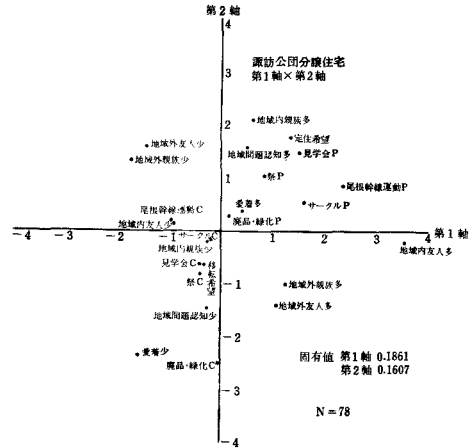 第2軸
4
諏訪公団分譲住宅
第1軸×第2軸
3
2
地域内親族多
定住希望
地域外友人少
地域問題認知多
見学会P
地域外親族少
1
祭P
尾根幹線運動P
サークルP
尾根幹線運動C
愛着多
地域内友人少
廃品・緑化P
-4 -3 -2 -1 0 1 2 3 4 第1軸
サークルC
地域内親族少
地域内友人多
見学会C
移転希望
祭C
-1
地域外親族多
地域問題認知少
地域外友人多
-2
愛着少
廃品・緑化C
固有値 第1軸 0.1861
第2軸 0.1607
-3
N=78
-4